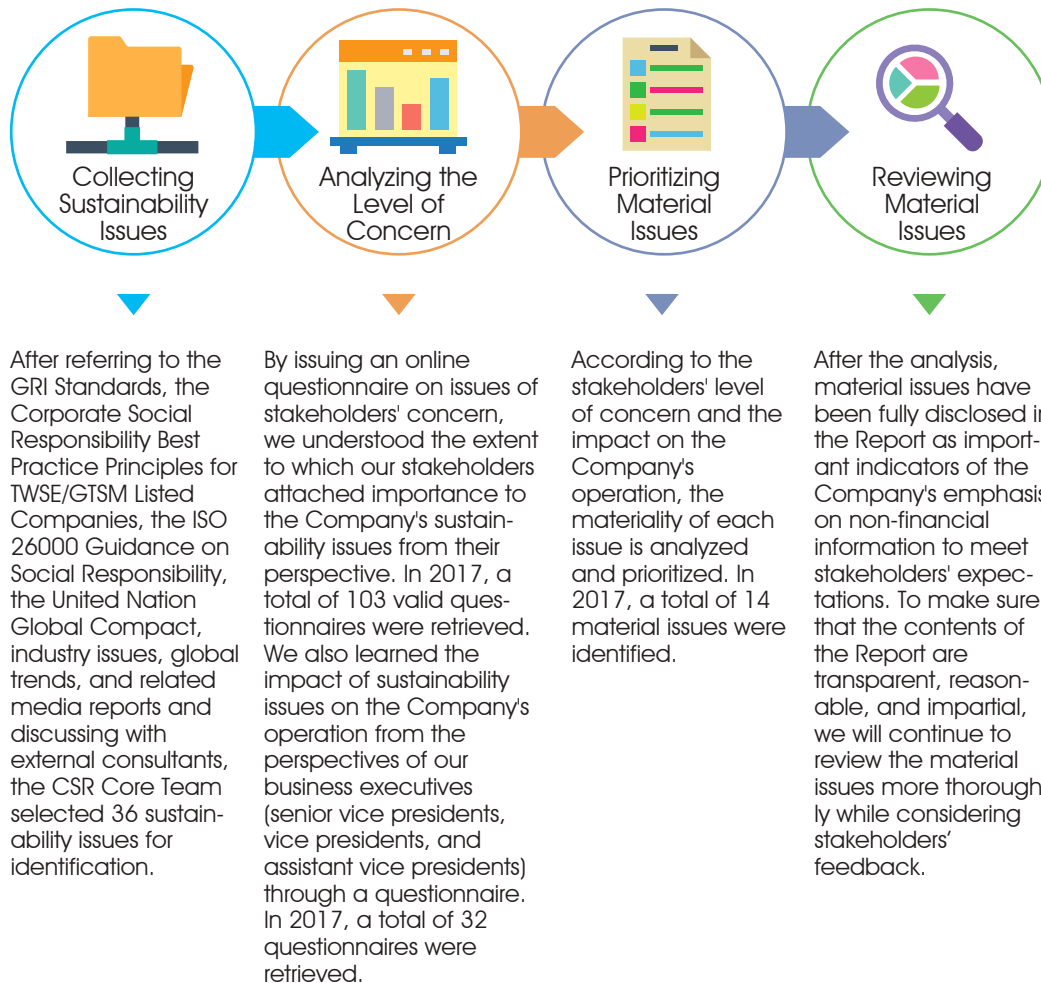 Collecting
Sustainability
Issues
Analyzing the
Level of
Concern
Prioritizing
Material
Issues
Reviewing
Material
Issues
After referring to the
GRI Standards, the
Corporate Social
Responsibility Best
Practice Principles for
TWSE/GTSM Listed
Companies, the ISO
26000 Guidance on
Social Responsibility,
the United Nation
Global Compact,
industry issues, global
trends, and related
media reports and
discussing with
external consultants,
the CSR Core Team
selected 36 sustain-
ability issues for
identification.
By issuing an online
questionnaire on issues of
stakeholders' concern,
we understood the extent
to which our stakeholders
attached importance to
the Company's sustain-
ability issues from their
perspective. In 2017, a
total of 103 valid ques-
tionnaires were retrieved.
We also learned the
impact of sustainability
issues on the Company's
operation from the
perspectives of our
business executives
(senior vice presidents,
vice presidents, and
assistant vice presidents)
through a questionnaire.
In 2017, a total of 32
questionnaires were
retrieved.
According to the
stakeholders' level
of concern and the
impact on the
Company's
operation, the
materiality of each
issue is analyzed
and prioritized. In
2017, a total of 14
material issues were
identified.
After the analysis,
material issues have
been fully disclosed in
the Report as import-
ant indicators of the
Company's emphasis
on non-financial
information to meet
stakeholders' expec-
tations. To make sure
that the contents of
the Report are
transparent, reason-
able, and impartial,
we will continue to
review the material
issues more thorough
ly while considering
stakeholders’
feedback.